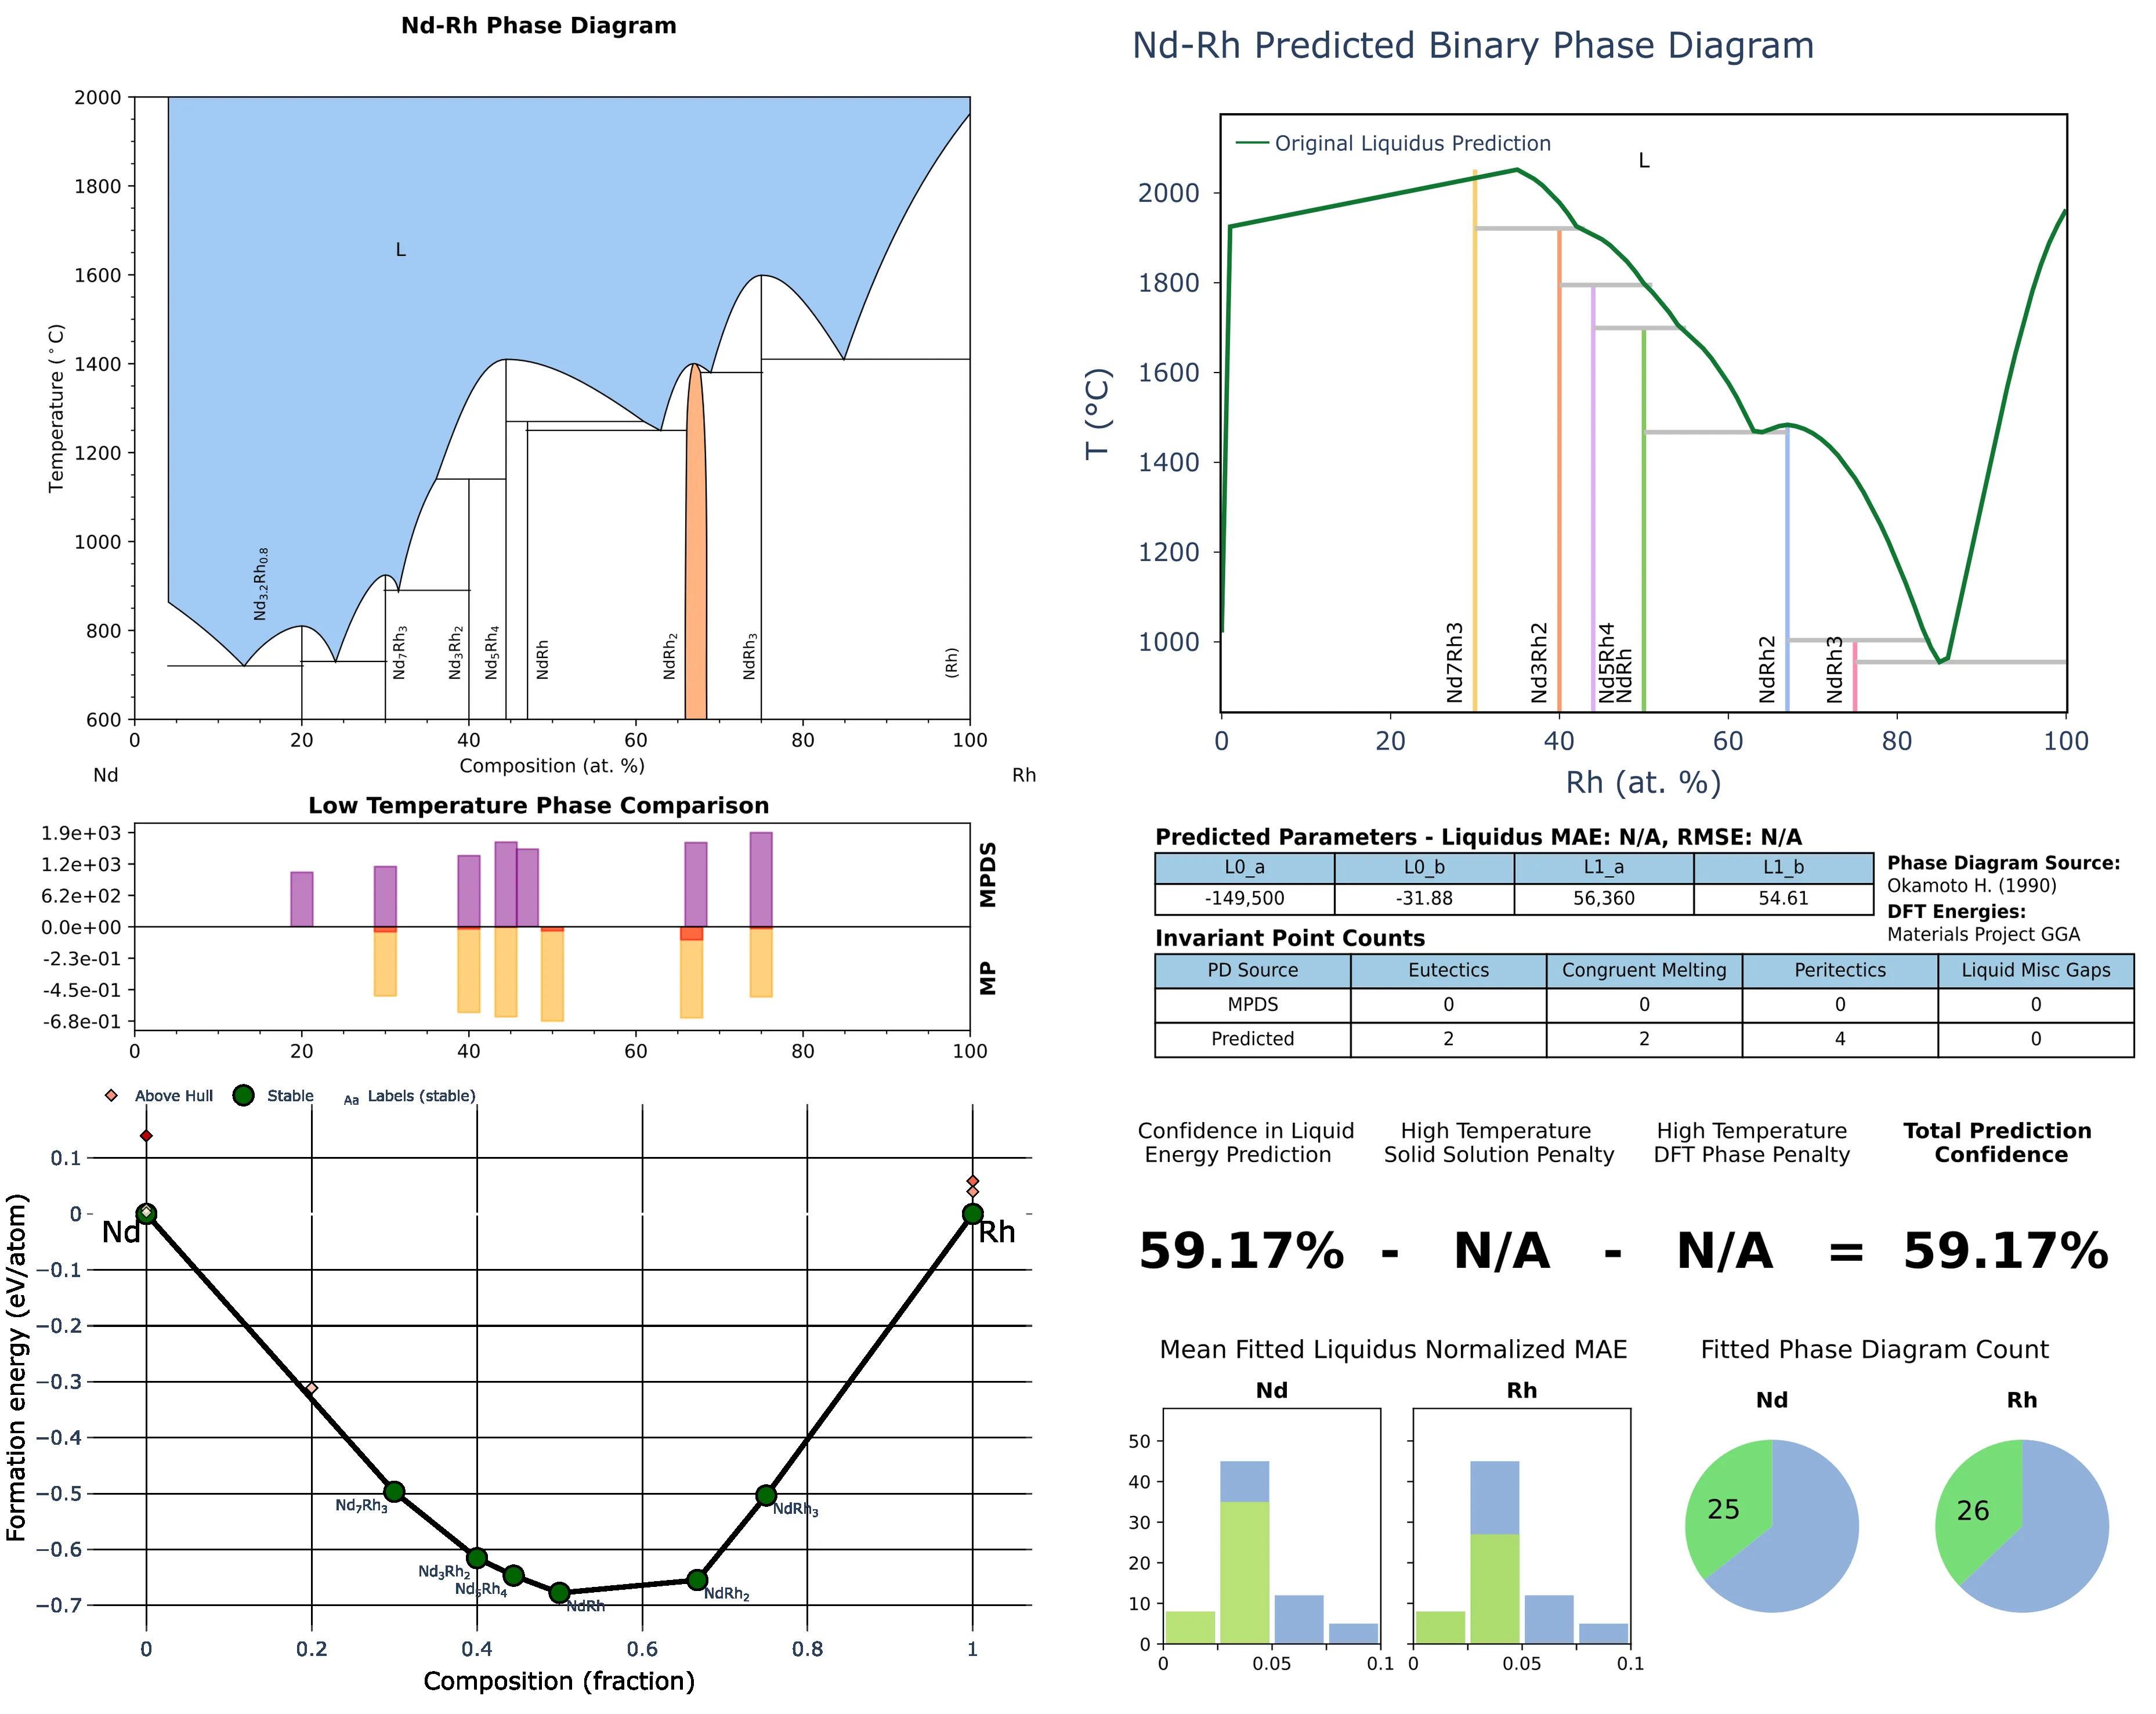 Nd-Rh Phase Diagram
2000
1800
1600
1400
1200
1000
800
600
Temperature (°C)
L
Nd3.2Rh0.8
Nd7Rh3
Nd3Rh2
Nd5Rh4
NdRh
NdRh2
NdRh3
(Rh)
0 20 40 60 80 100
Composition (at. %)
Nd Rh
Low Temperature Phase Comparison
1.9e+03
1.2e+03
6.2e+02
0.0e+00
-2.3e-01
-4.5e-01
-6.8e-01
MPDS
MP
0 20 40 60 80 100
Above Hull Stable Aa Labels (stable)
0.1
0
−0.1
−0.2
−0.3
−0.4
−0.5
−0.6
−0.7
Formation energy (eV/atom)
Nd
Rh
Nd7Rh3
Nd3Rh2
Nd5Rh4
NdRh
NdRh2
NdRh3
0 0.2 0.4 0.6 0.8 1
Composition (fraction)
Nd-Rh Predicted Binary Phase Diagram
Original Liquidus Prediction
L
2000
1800
1600
1400
1200
1000
T (°C)
Nd7Rh3
Nd3Rh2
Nd5Rh4
NdRh
NdRh2
NdRh3
0 20 40 60 80 100
Rh (at. %)
Predicted Parameters - Liquidus MAE: N/A, RMSE: N/A
L0_a L0_b L1_a L1_b
-149,500 -31.88 56,360 54.61
Phase Diagram Source:
Okamoto H. (1990)
DFT Energies:
Materials Project GGA
Invariant Point Counts
PD Source Eutectics Congruent Melting Peritectics Liquid Misc Gaps
MPDS 0 0 0 0
Predicted 2 2 4 0
Confidence in Liquid
Energy Prediction
High Temperature
Solid Solution Penalty
High Temperature
DFT Phase Penalty
Total Prediction
Confidence
59.17% - N/A - N/A = 59.17%
Mean Fitted Liquidus Normalized MAE
Nd Rh
50
40
30
20
10
0
0 0.05 0.1
0 0.05 0.1
Fitted Phase Diagram Count
Nd Rh
25 26